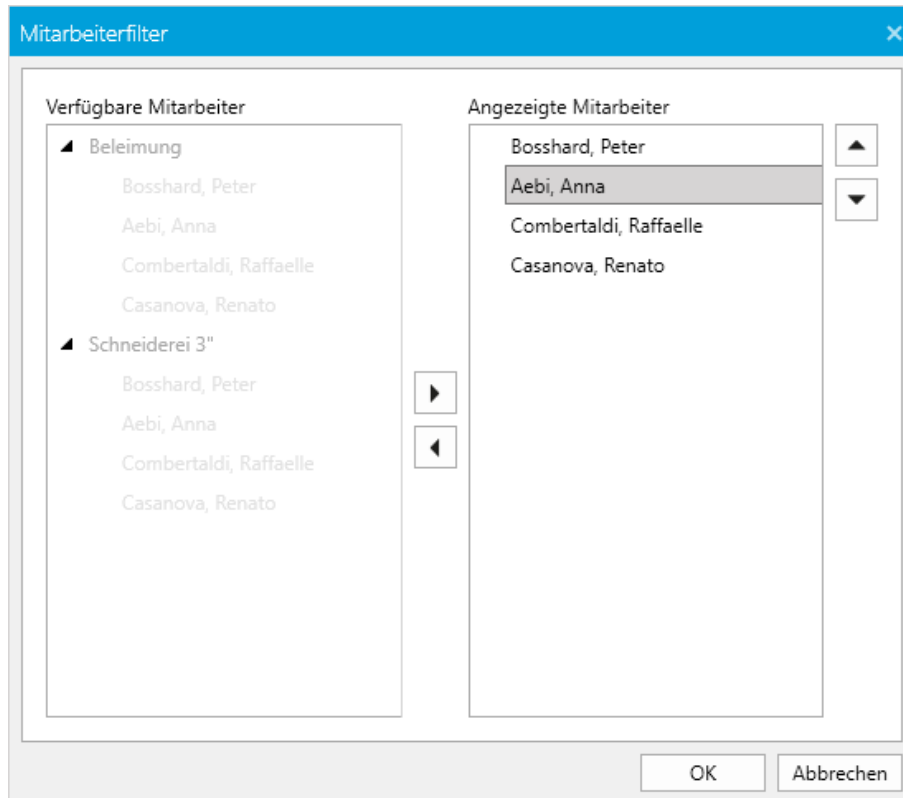 Mitarbeiterfilter
Verfügbare Mitarbeiter
Beleimung
Bosshard, Peter
Aebi, Anna
Combertaldi, Raffaelle
Casanova, Renato
Schneiderei 3"
Bosshard, Peter
Aebi, Anna
Combertaldi, Raffaelle
Casanova, Renato
Angezeigte Mitarbeiter
Bosshard, Peter
Aebi, Anna
Combertaldi, Raffaelle
Casanova, Renato
OK
Abbrechen